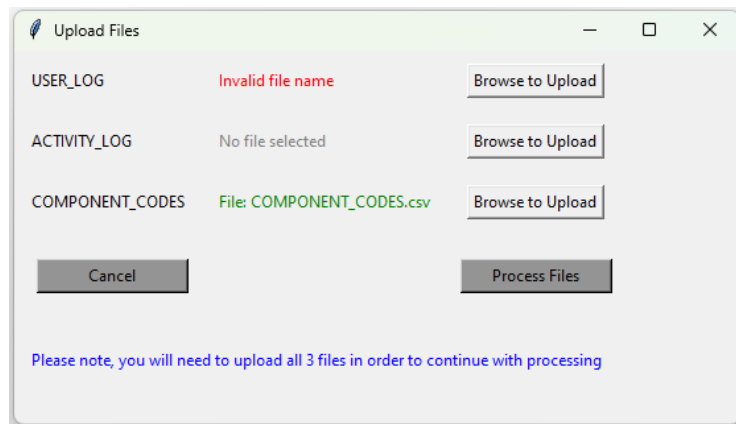 Upload Files
USER_LOG Invalid file name Browse to Upload
ACTIVITY_LOG No file selected Browse to Upload
COMPONENT_CODES File: COMPONENT_CODES.csv Browse to Upload
Cancel Process Files
Please note, you will need to upload all 3 files in order to continue with processing